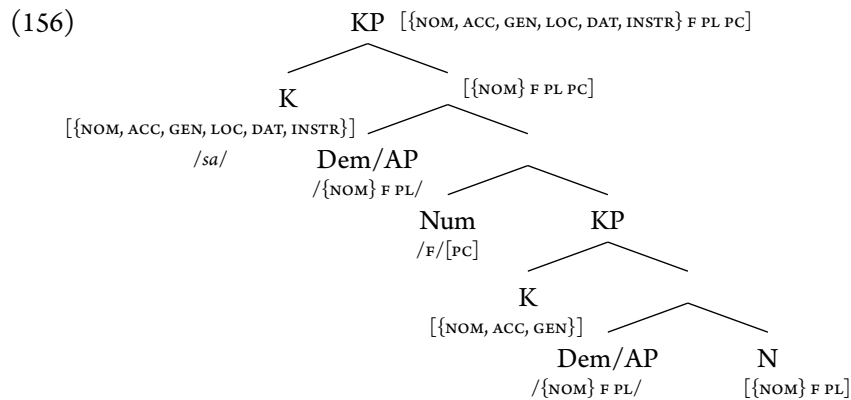 (156) KP [{NOM, ACC, GEN, LOC, DAT, INSTR} F PL PC]
K [{NOM} F PL PC]
[{NOM, ACC, GEN, LOC, DAT, INSTR}]
/sa/ Dem/AP
/{NOM} F PL/
Num KP
/F/[PC]
K
[{NOM, ACC, GEN}]
Dem/AP N
/{NOM} F PL/ [{NOM} F PL]